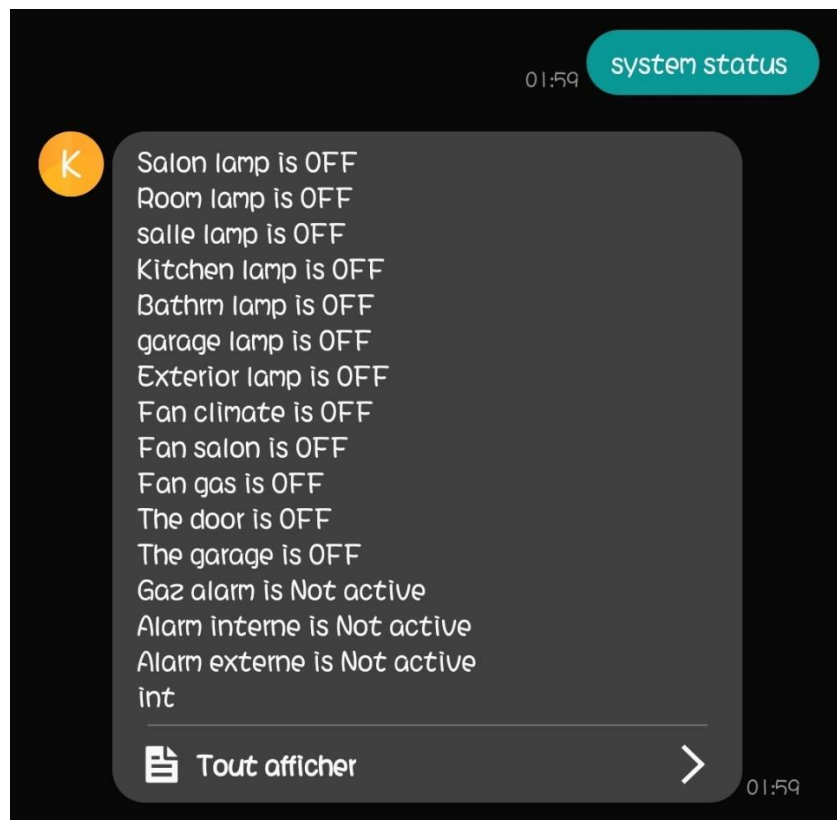 system status
01:59
K
Salon lamp is OFF
Room lamp is OFF
salle lamp is OFF
Kitchen lamp is OFF
Bathrm lamp is OFF
garage lamp is OFF
Exterior lamp is OFF
Fan climate is OFF
Fan salon is OFF
Fan gas is OFF
The door is OFF
The garage is OFF
Gaz alarm is Not active
Alarm interne is Not active
Alarm externe is Not active
int
Tout afficher
01:59